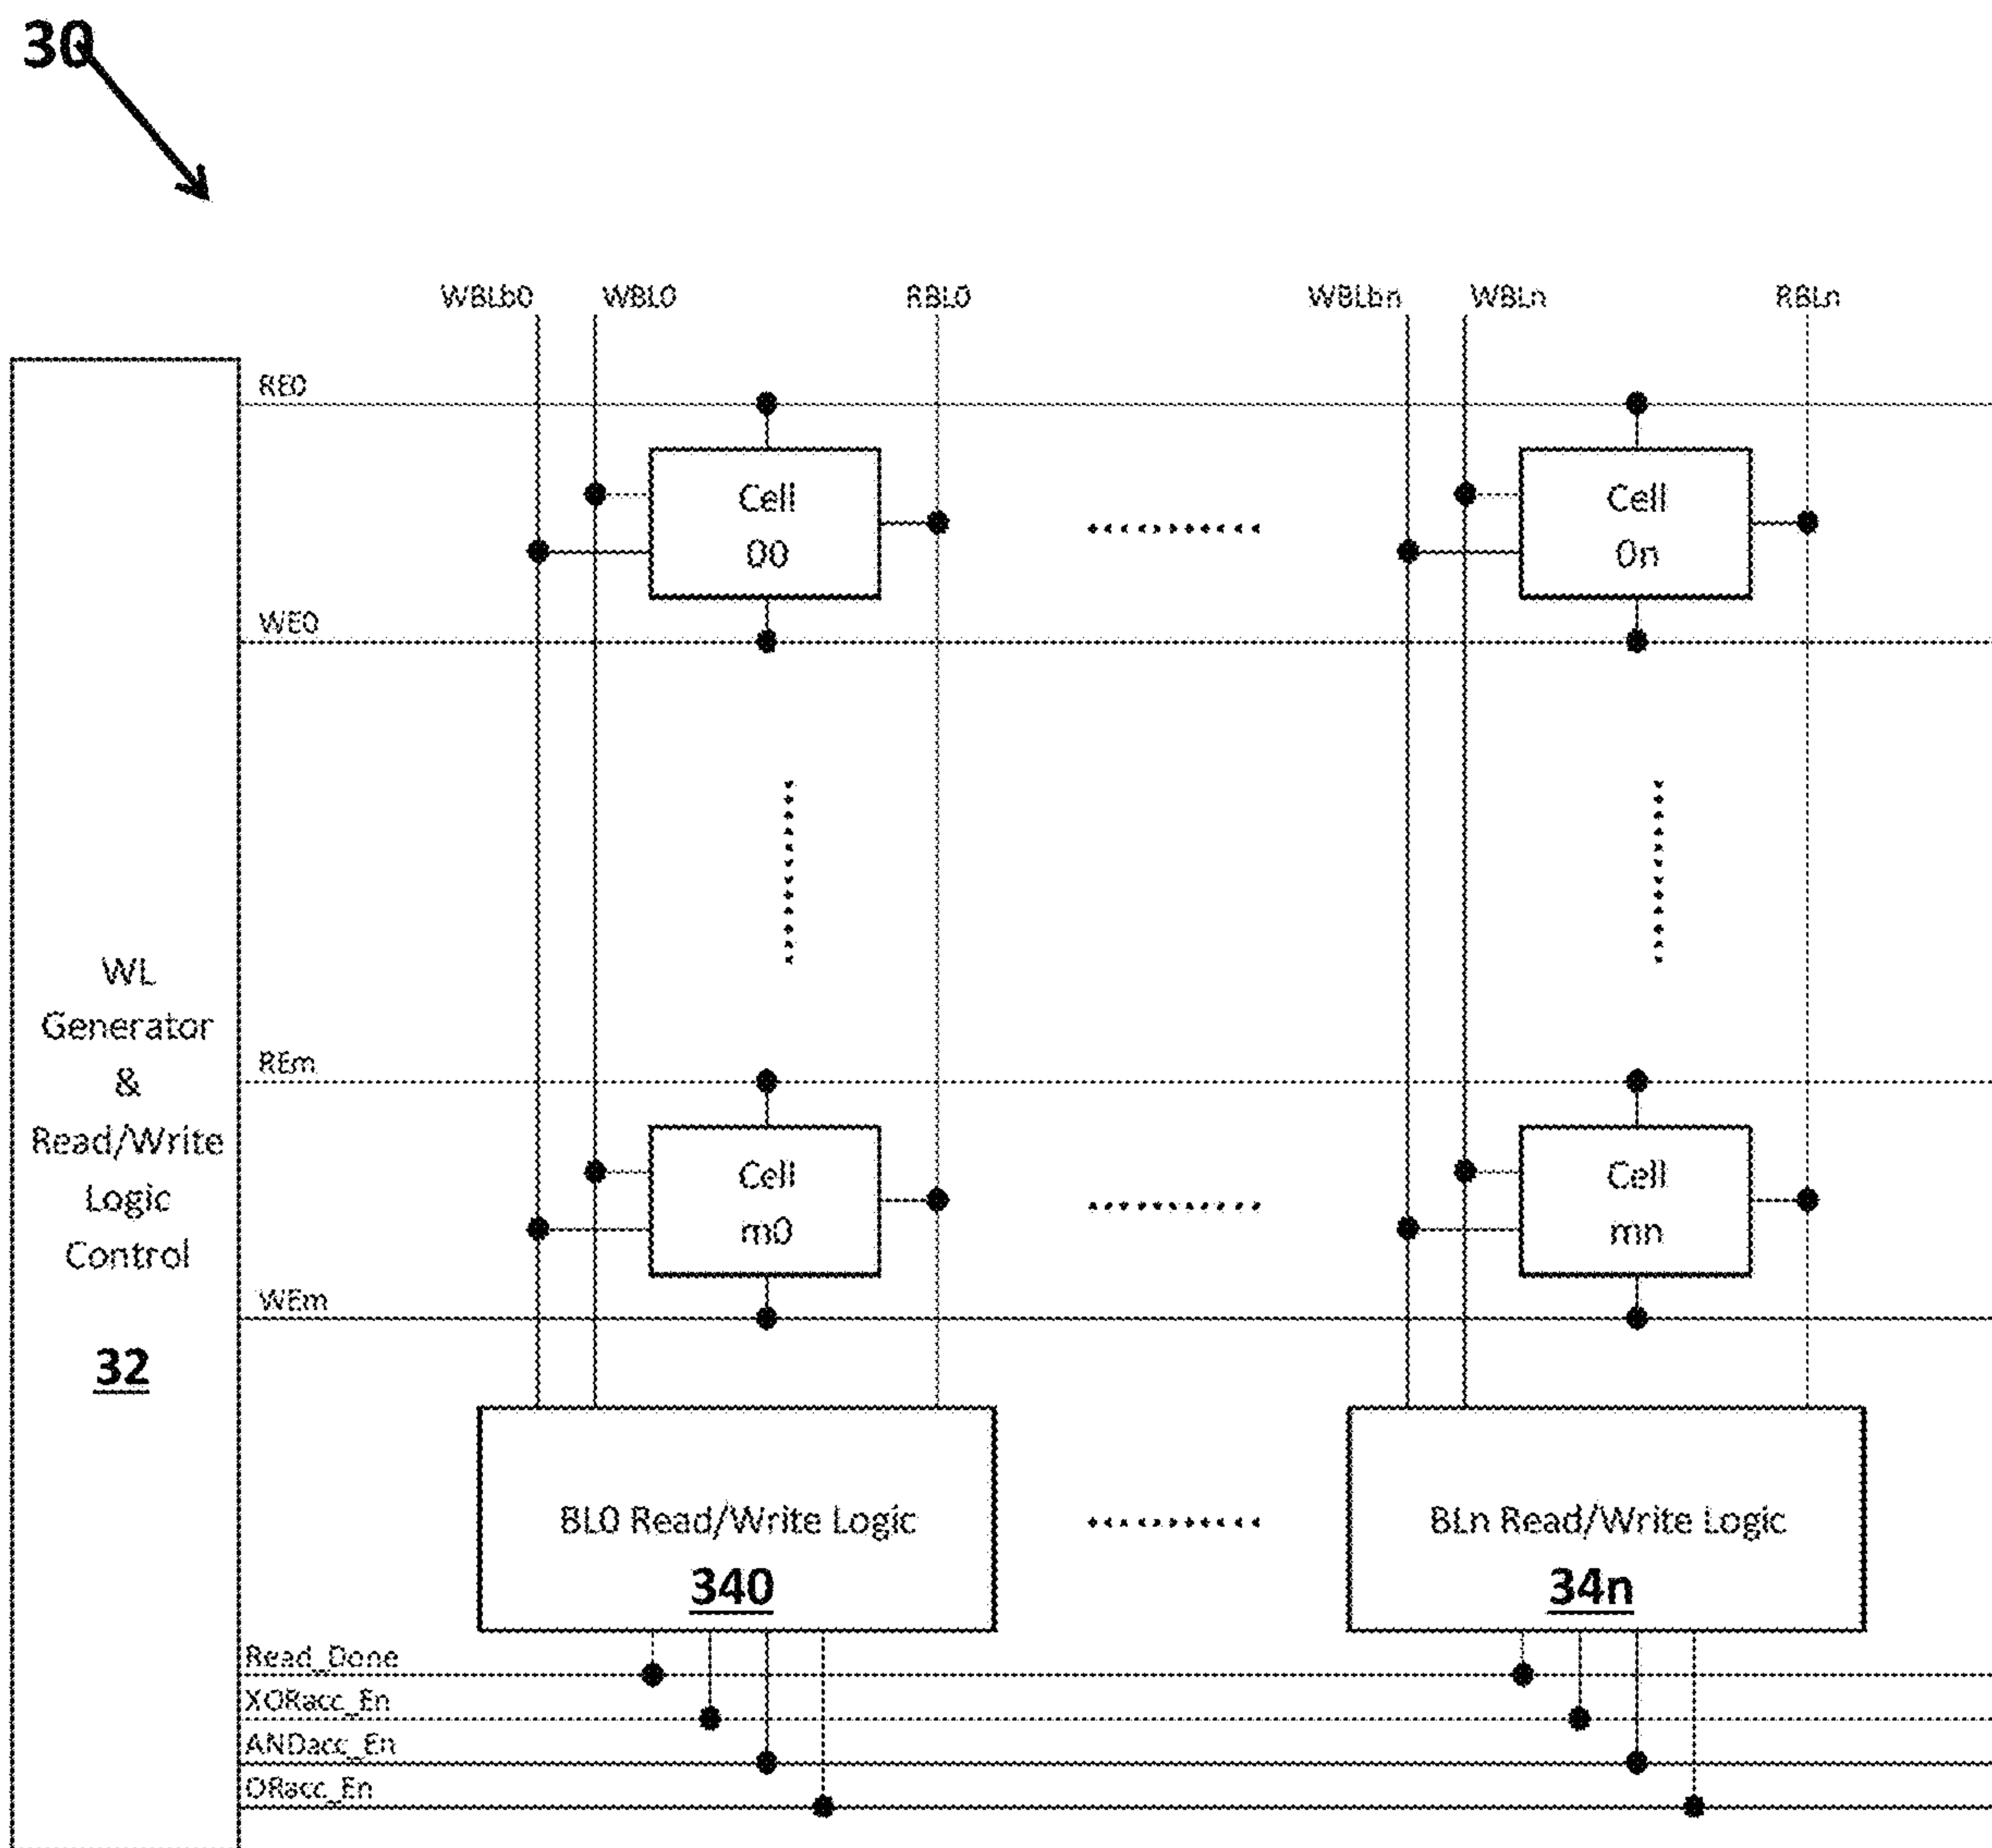 30
WBLb0 WBL0 RBL0 WBLbn WBLn RBLn
RE0
Cell
00
Cell
0n
WE0
WL
Generator
&
Read/Write
Logic
Control
32
REm
Cell
m0
Cell
mn
WEm
BL0 Read/Write Logic
340
BLn Read/Write Logic
34n
Read_Done
XORacc_En
ANDacc_En
ORacc_En